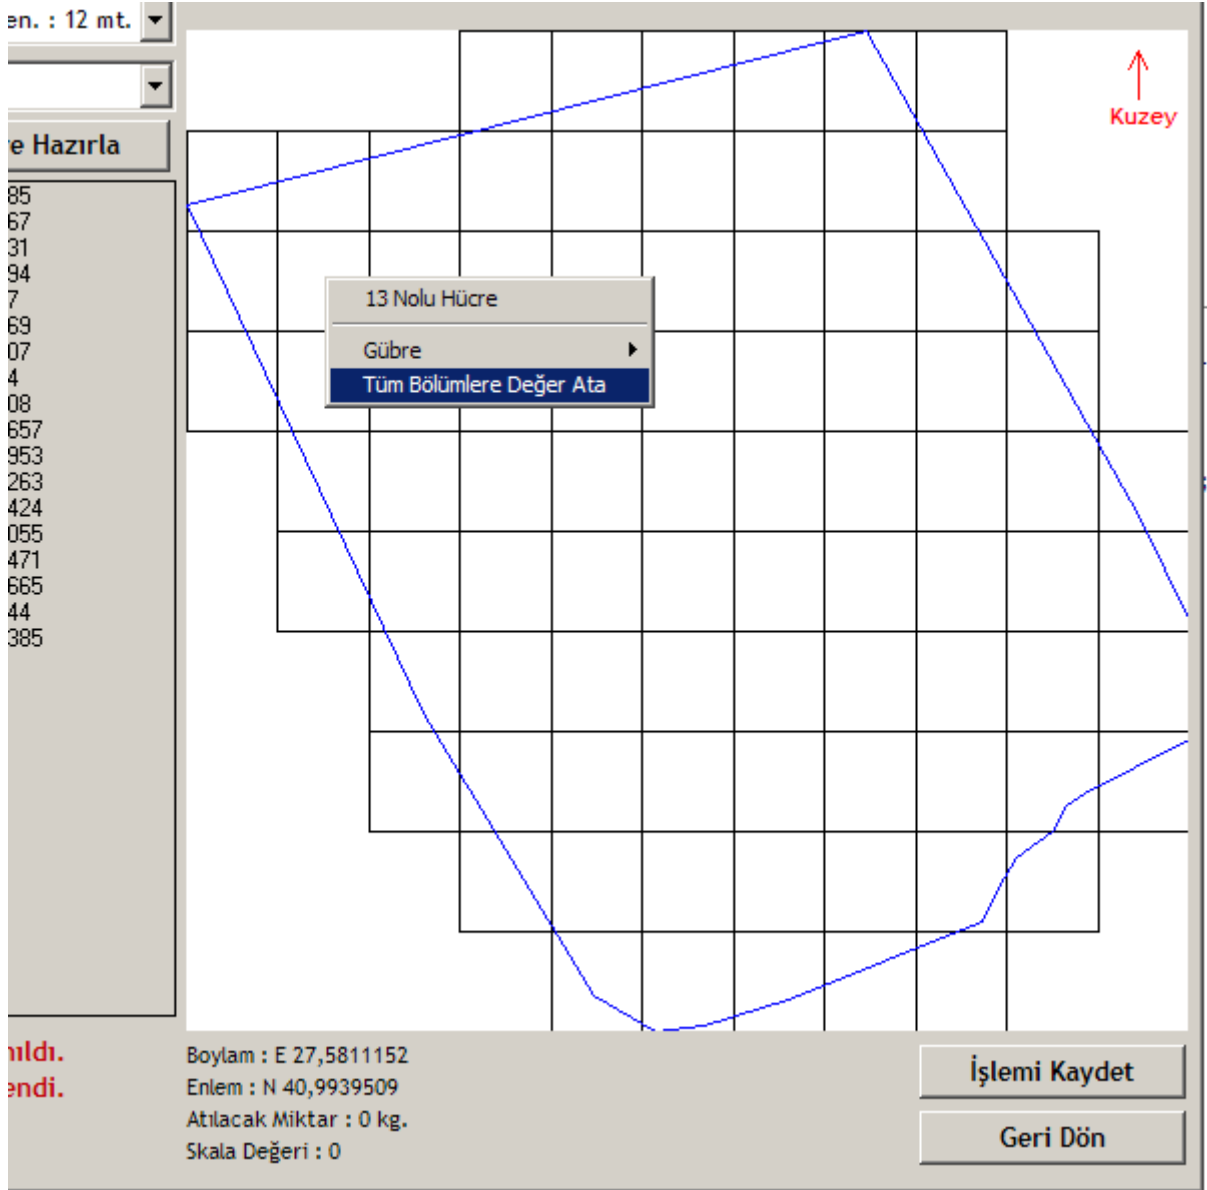 en. : 12 mt.
e Hazırla
85
67
31
94
7
69
07
4
08
657
953
263
424
055
471
665
44
385
Kuzey
13 Nolu Hücre
Gübre
Tüm Bölümlere Değer Ata
ıldı.
endi.
Boylam : E 27,5811152
Enlem : N 40,9939509
Atılacak Miktar : 0 kg.
Skala Değeri : 0
İşlemi Kaydet
Geri Dön